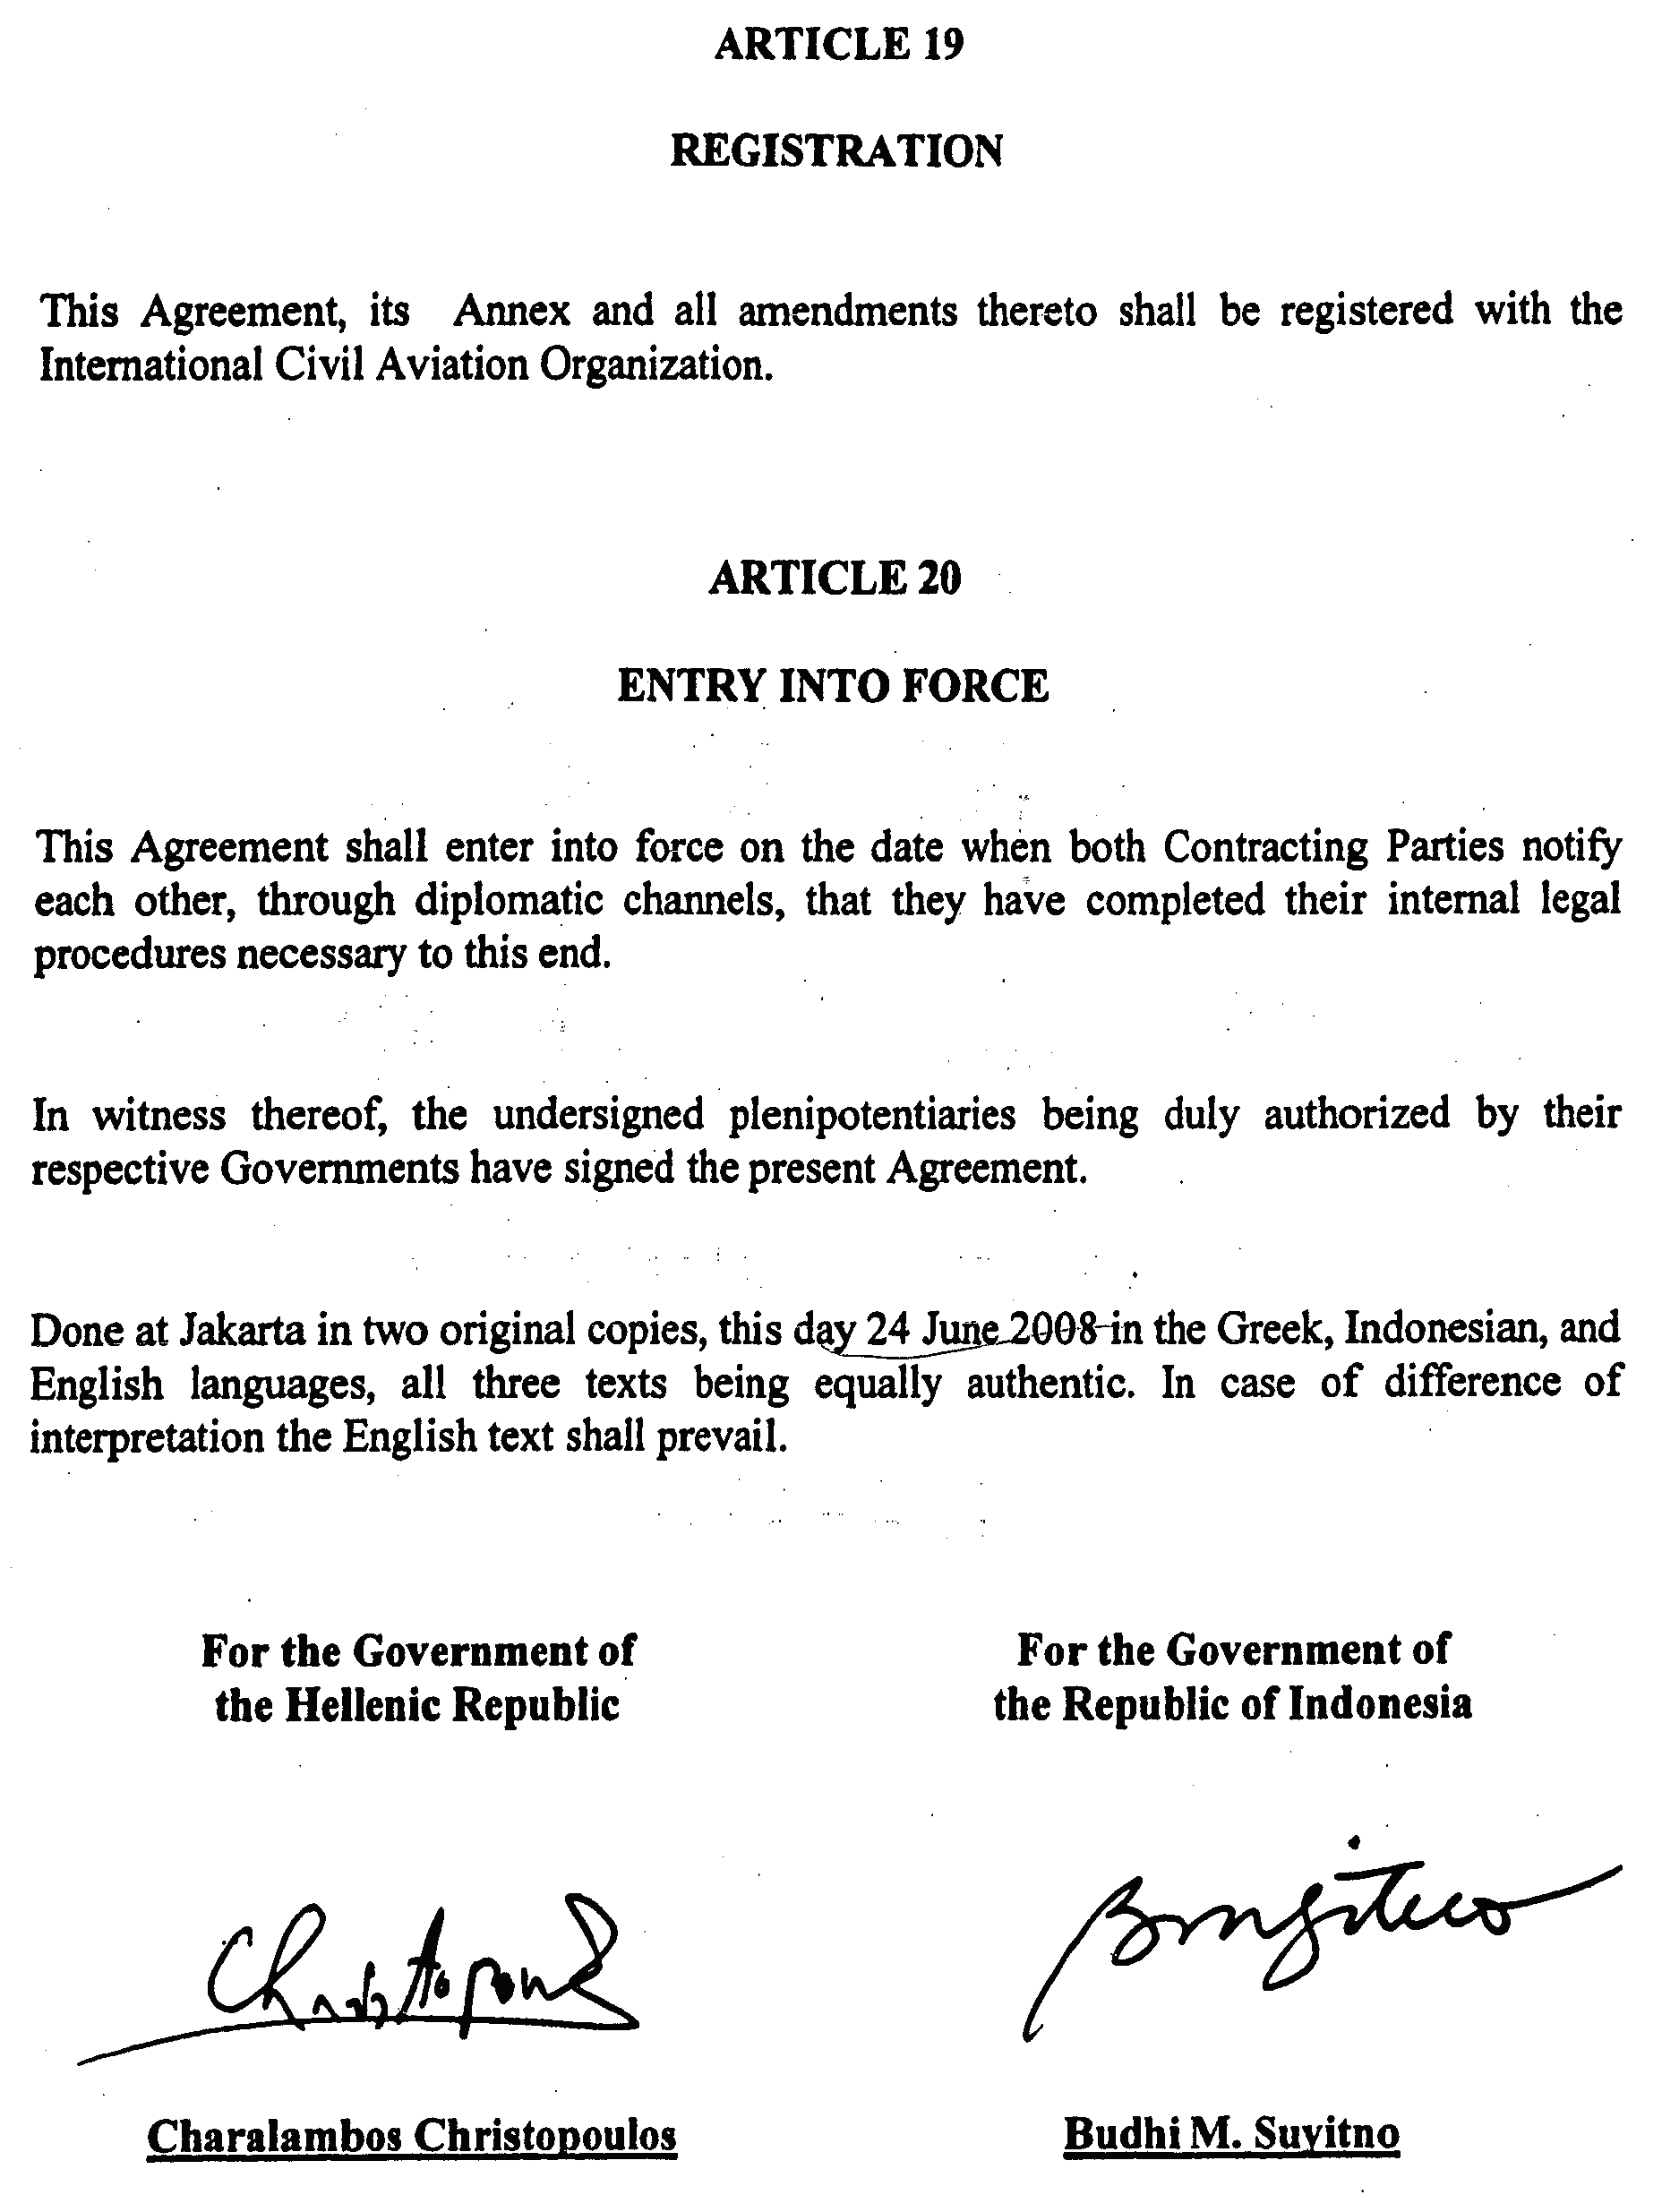 ARTICLE 19
REGISTRATION
This Agreement, its Annex and all amendments thereto shall be registered with the
International Civil Aviation Organization.
ARTICLE 20
ENTRY INTO FORCE
This Agreement shall enter into force on the date when both Contracting Parties notify
each other, through diplomatic channels, that they have completed their internal legal
procedures necessary to this end.
In witness thereof, the undersigned plenipotentiaries being duly authorized by their
respective Governments have signed the present Agreement.
Done at Jakarta in two original copies, this day 24 June 2008 in the Greek, Indonesian, and
English languages, all three texts being equally authentic. In case of difference of
interpretation the English text shall prevail.
For the Government of
the Hellenic Republic
For the Government of
the Republic of Indonesia
Charalambos Christopoulos
Budhi M. Suyitno